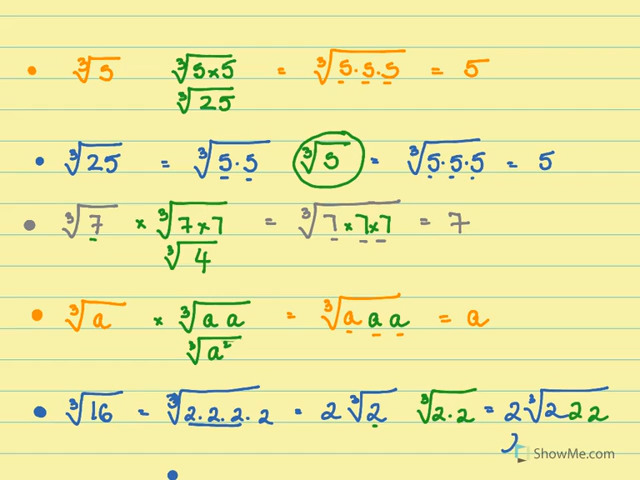 • ∛5 ∛5×5 = ∛5·5·5 = 5
∛25
• ∛25 = ∛5·5 ∛5 = ∛5·5·5 = 5
• ∛7 × ∛7×7 = ∛7×7×7 = 7
∛4
• ∛a × ∛a a = ∛a a a = a
∛a²
• ∛16 = ∛2.2.2.2 = 2 ∛2 ∛2·2 = 2 ∛2 2 2
ShowMe.com